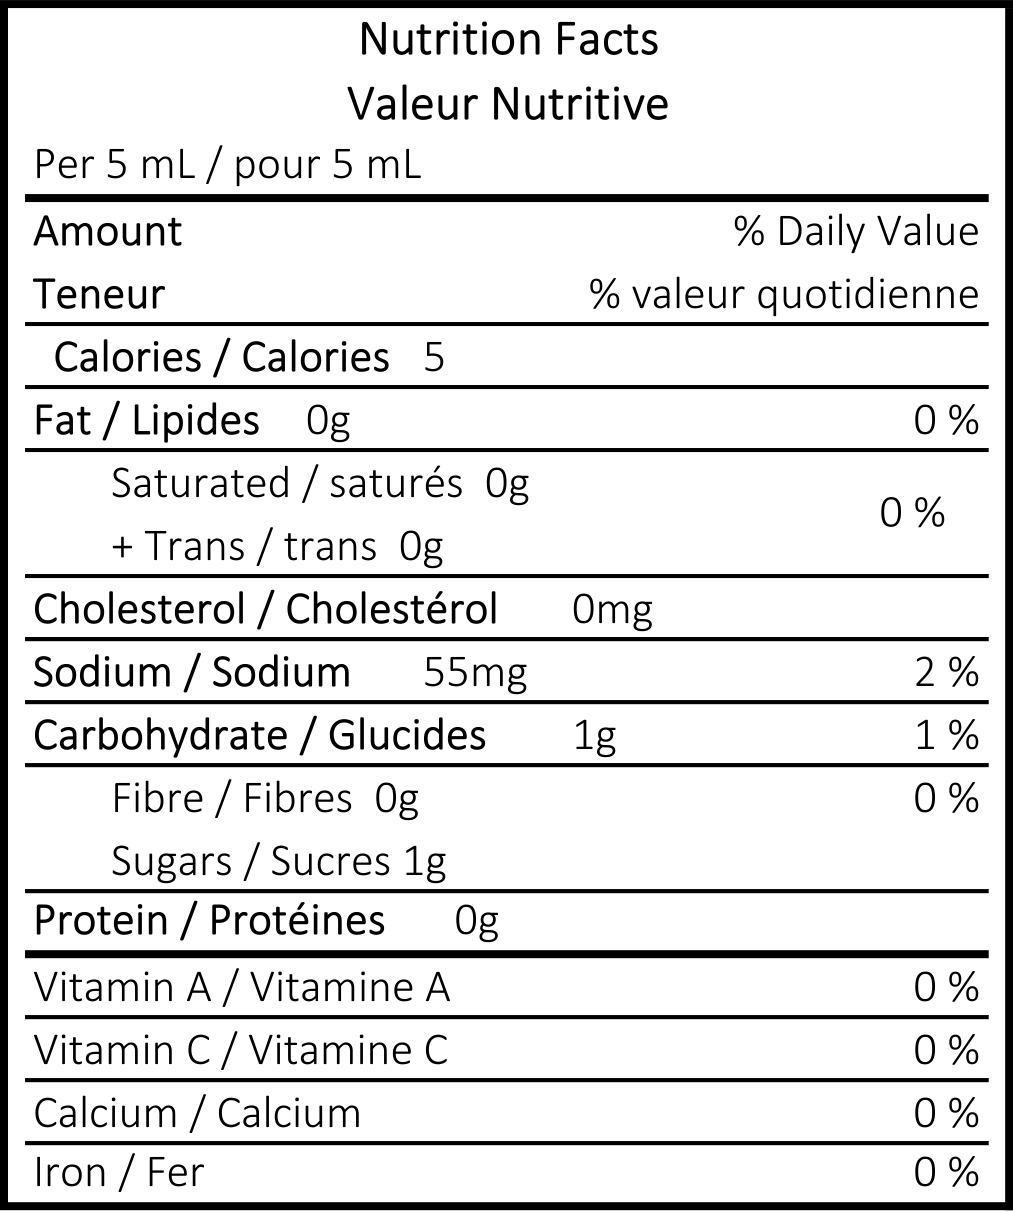 Nutrition Facts
Valeur Nutritive
Per 5 mL / pour 5 mL
Amount % Daily Value
Teneur % valeur quotidienne
Calories / Calories 5
Fat / Lipides 0g 0 %
Saturated / saturés 0g
0 %
+ Trans / trans 0g
Cholesterol / Cholestérol 0mg
Sodium / Sodium 55mg 2 %
Carbohydrate / Glucides 1g 1 %
Fibre / Fibres 0g 0 %
Sugars / Sucres 1g
Protein / Protéines 0g
Vitamin A / Vitamine A 0 %
Vitamin C / Vitamine C 0 %
Calcium / Calcium 0 %
Iron / Fer 0 %